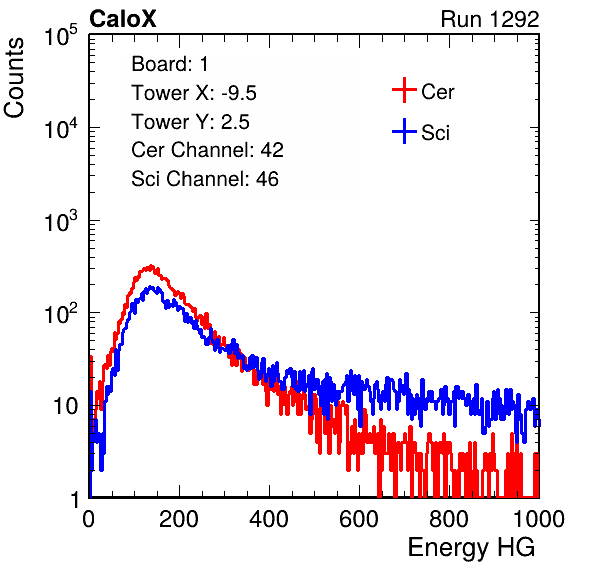 CaloX Run 1292
Counts
Board: 1
Tower X: -9.5
Tower Y: 2.5
Cer Channel: 42
Sci Channel: 46
Cer
Sci
10^5
10^4
10^3
10^2
10
1
0 200 400 600 800 1000
Energy HG